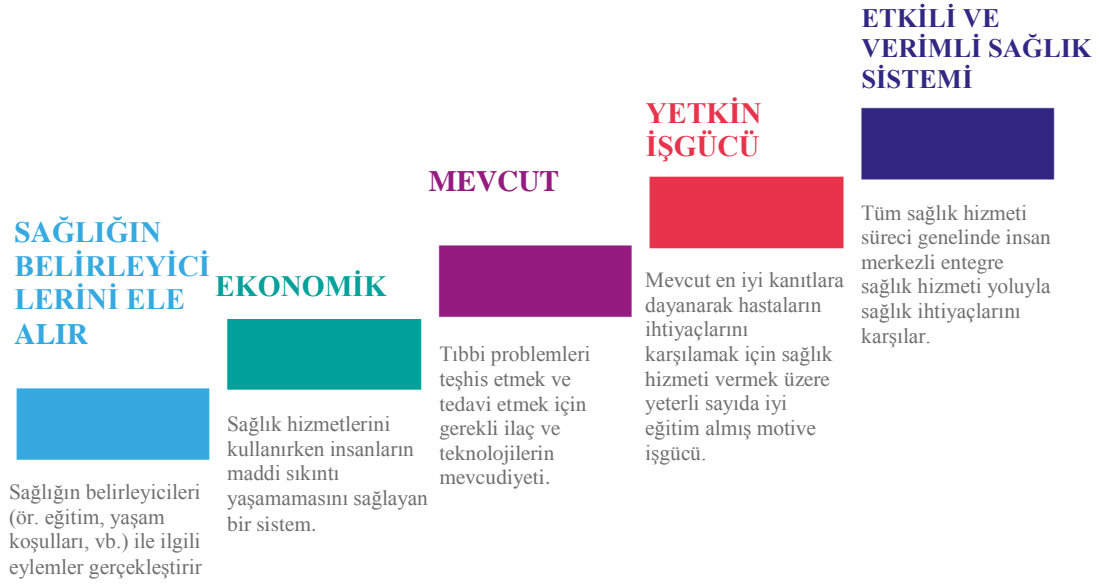 SAĞLIĞIN
BELİRLEYİCİ
LERİNİ ELE
ALIR
Sağlığın belirleyicileri
(ör. eğitim, yaşam
koşulları, vb.) ile ilgili
eylemler gerçekleştirir
EKONOMİK
Sağlık hizmetlerini
kullanırken insanların
maddi sıkıntı
yaşamamasını sağlayan
bir sistem.
MEVCUT
Tıbbi problemleri
teşhis etmek ve
tedavi etmek için
gerekli ilaç ve
teknolojilerin
mevcudiyeti.
YETKİN
İŞGÜCÜ
Mevcut en iyi kanıtlara
dayanarak hastaların
ihtiyaçlarını
karşılamak için sağlık
hizmeti vermek üzere
yeterli sayıda iyi
eğitim almış motive
işgücü.
ETKİLİ VE
VERİMLİ SAĞLIK
SİSTEMİ
Tüm sağlık hizmeti
süreci genelinde insan
merkezli entegre
sağlık hizmeti yoluyla
sağlık ihtiyaçlarını
karşılar.